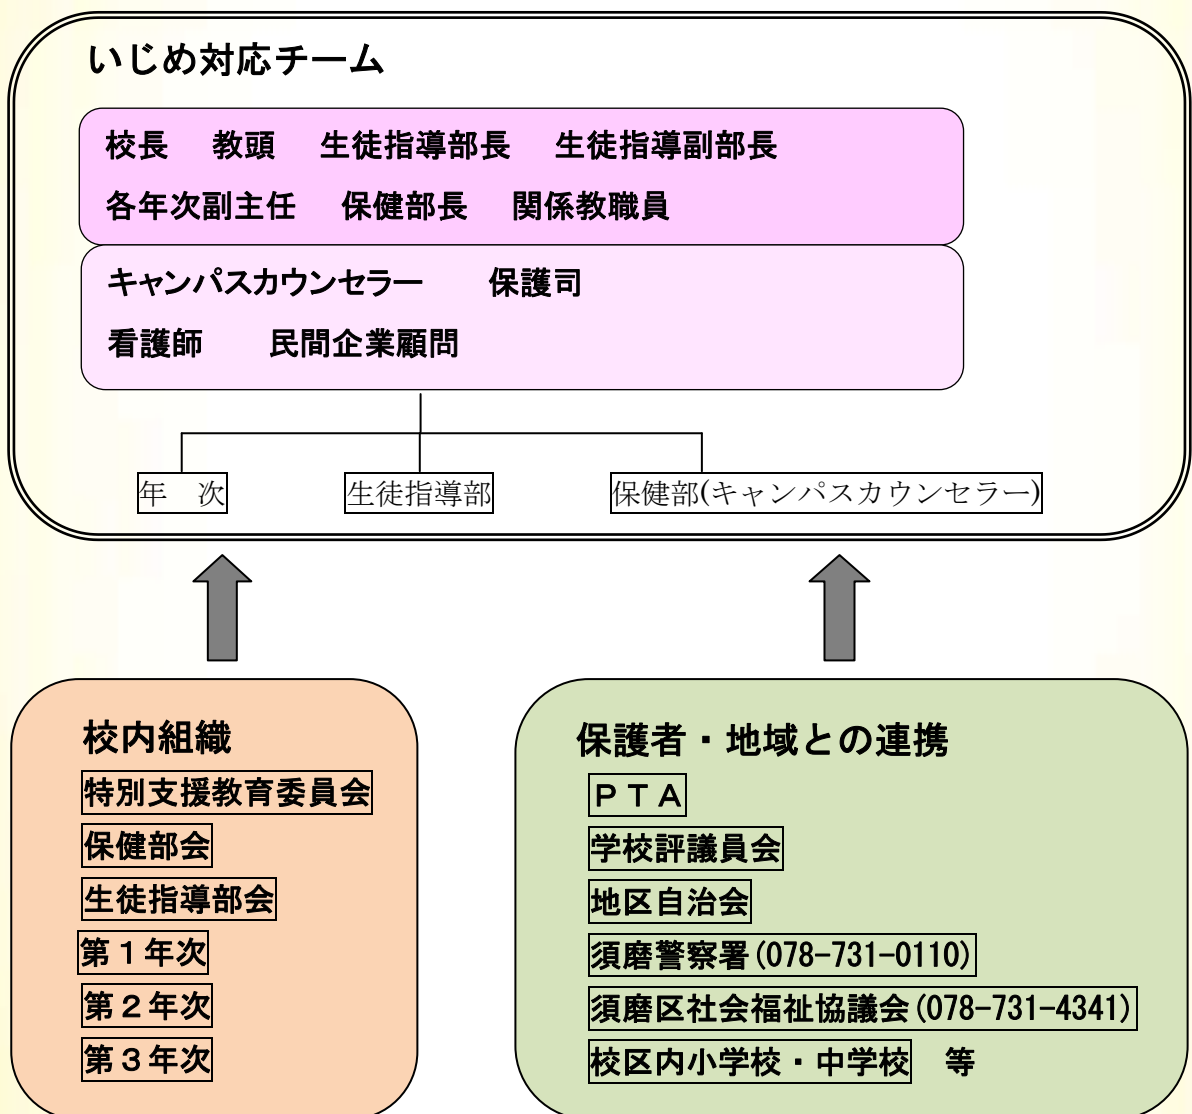 いじめ対応チーム
校長　教頭　生徒指導部長　生徒指導副部長
各年次副主任　保健部長　関係教職員
キャンパスカウンセラー　保護司
看護師　民間企業顧問
年　次　生徒指導部　保健部(キャンパスカウンセラー)
校内組織
特別支援教育委員会
保健部会
生徒指導部会
第１年次
第２年次
第３年次
保護者・地域との連携
ＰＴＡ
学校評議員会
地区自治会
須磨警察署(078-731-0110)
須磨区社会福祉協議会(078-731-4341)
校区内小学校・中学校　等